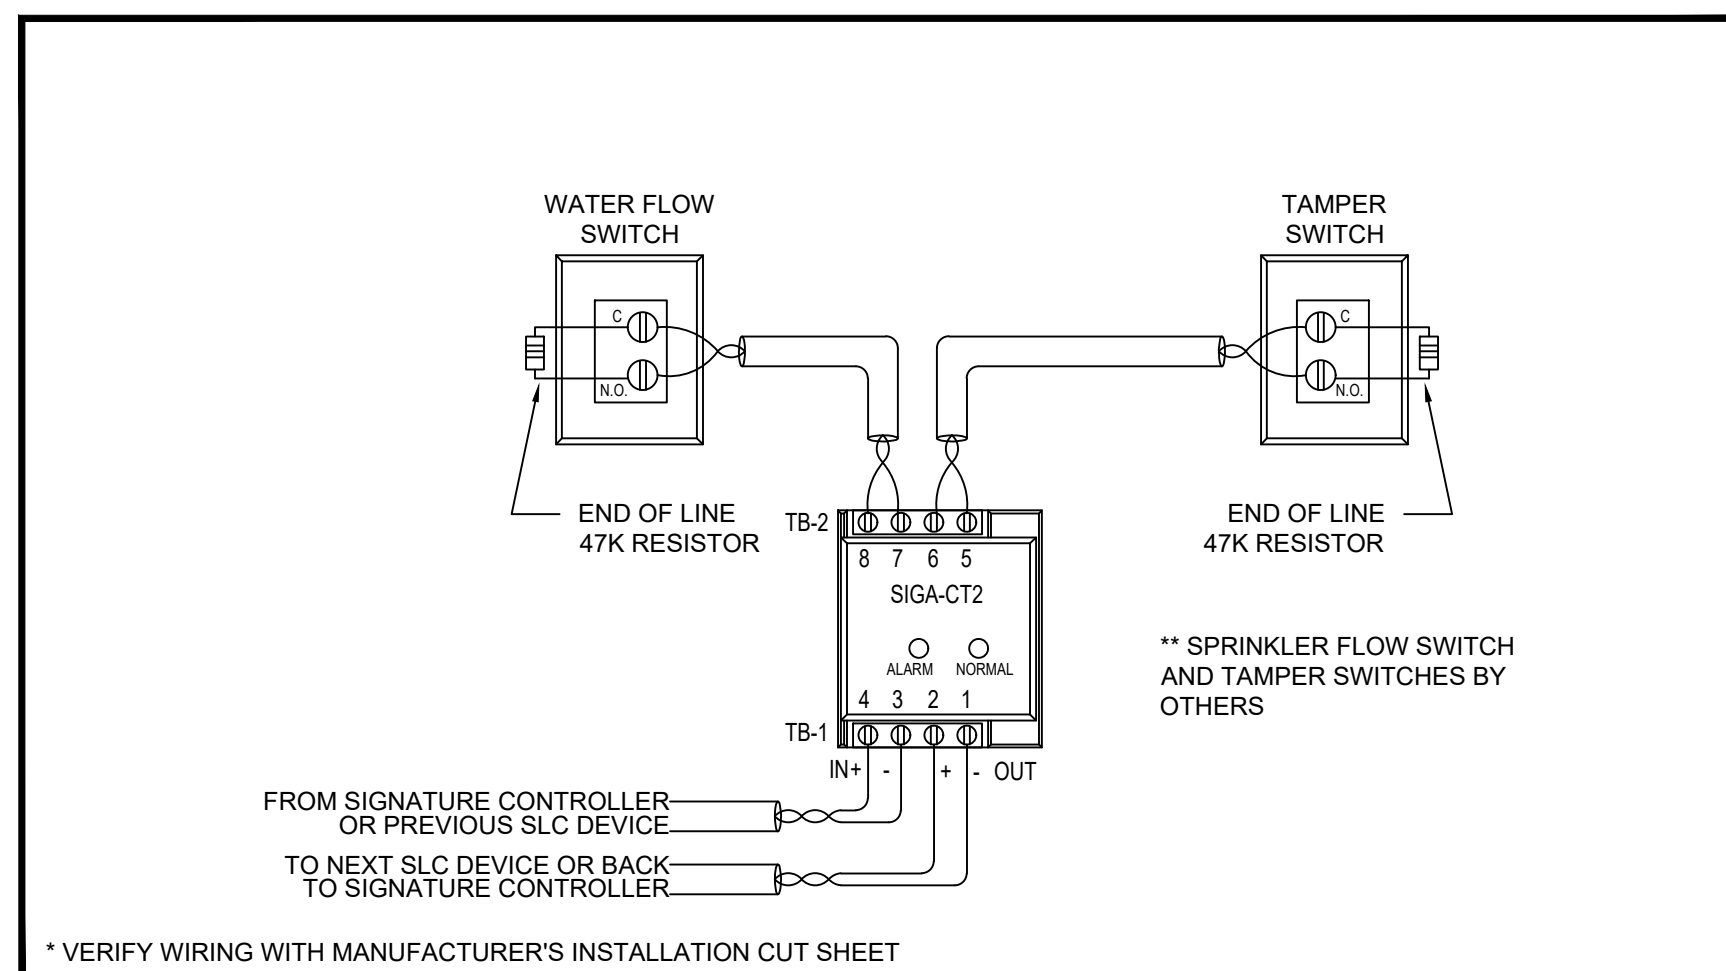 WATER FLOW
SWITCH
TAMPER
SWITCH
C
N.O.
C
N.O.
END OF LINE
47K RESISTOR
END OF LINE
47K RESISTOR
TB-2
8 7 6 5
SIGA-CT2
ALARM NORMAL
4 3 2 1
TB-1
IN+ - + - OUT
** SPRINKLER FLOW SWITCH
AND TAMPER SWITCHES BY
OTHERS
FROM SIGNATURE CONTROLLER
OR PREVIOUS SLC DEVICE
TO NEXT SLC DEVICE OR BACK
TO SIGNATURE CONTROLLER
* VERIFY WIRING WITH MANUFACTURER'S INSTALLATION CUT SHEET